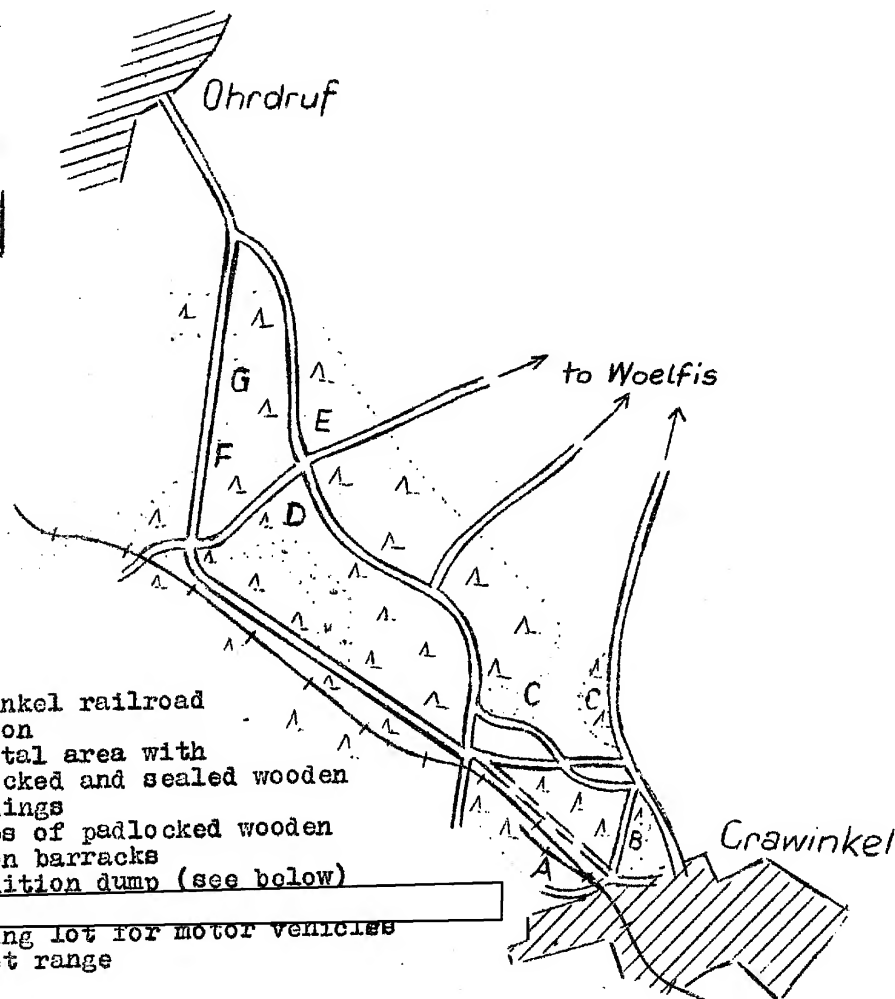 Ohrdruf
G
to Woelfis
E
F
D
C
C
nkel railroad
on
tal area with
cked and sealed wooden
ings
s of padlocked wooden
n barracks
ition dump (see bolow)
ng lot for motor vehicles
t range
B
A
Crawinkel